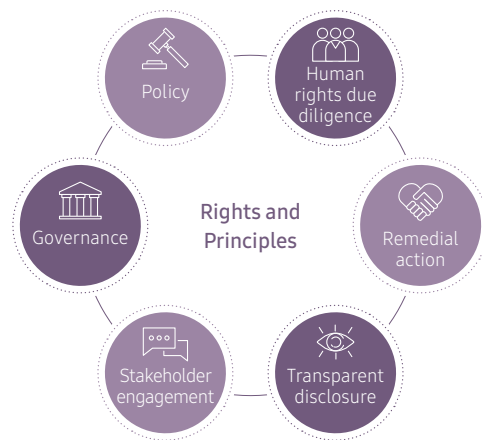 Policy
Human
rights due
diligence
Rights and
Principles
Governance
Remedial
action
Stakeholder
engagement
Transparent
disclosure